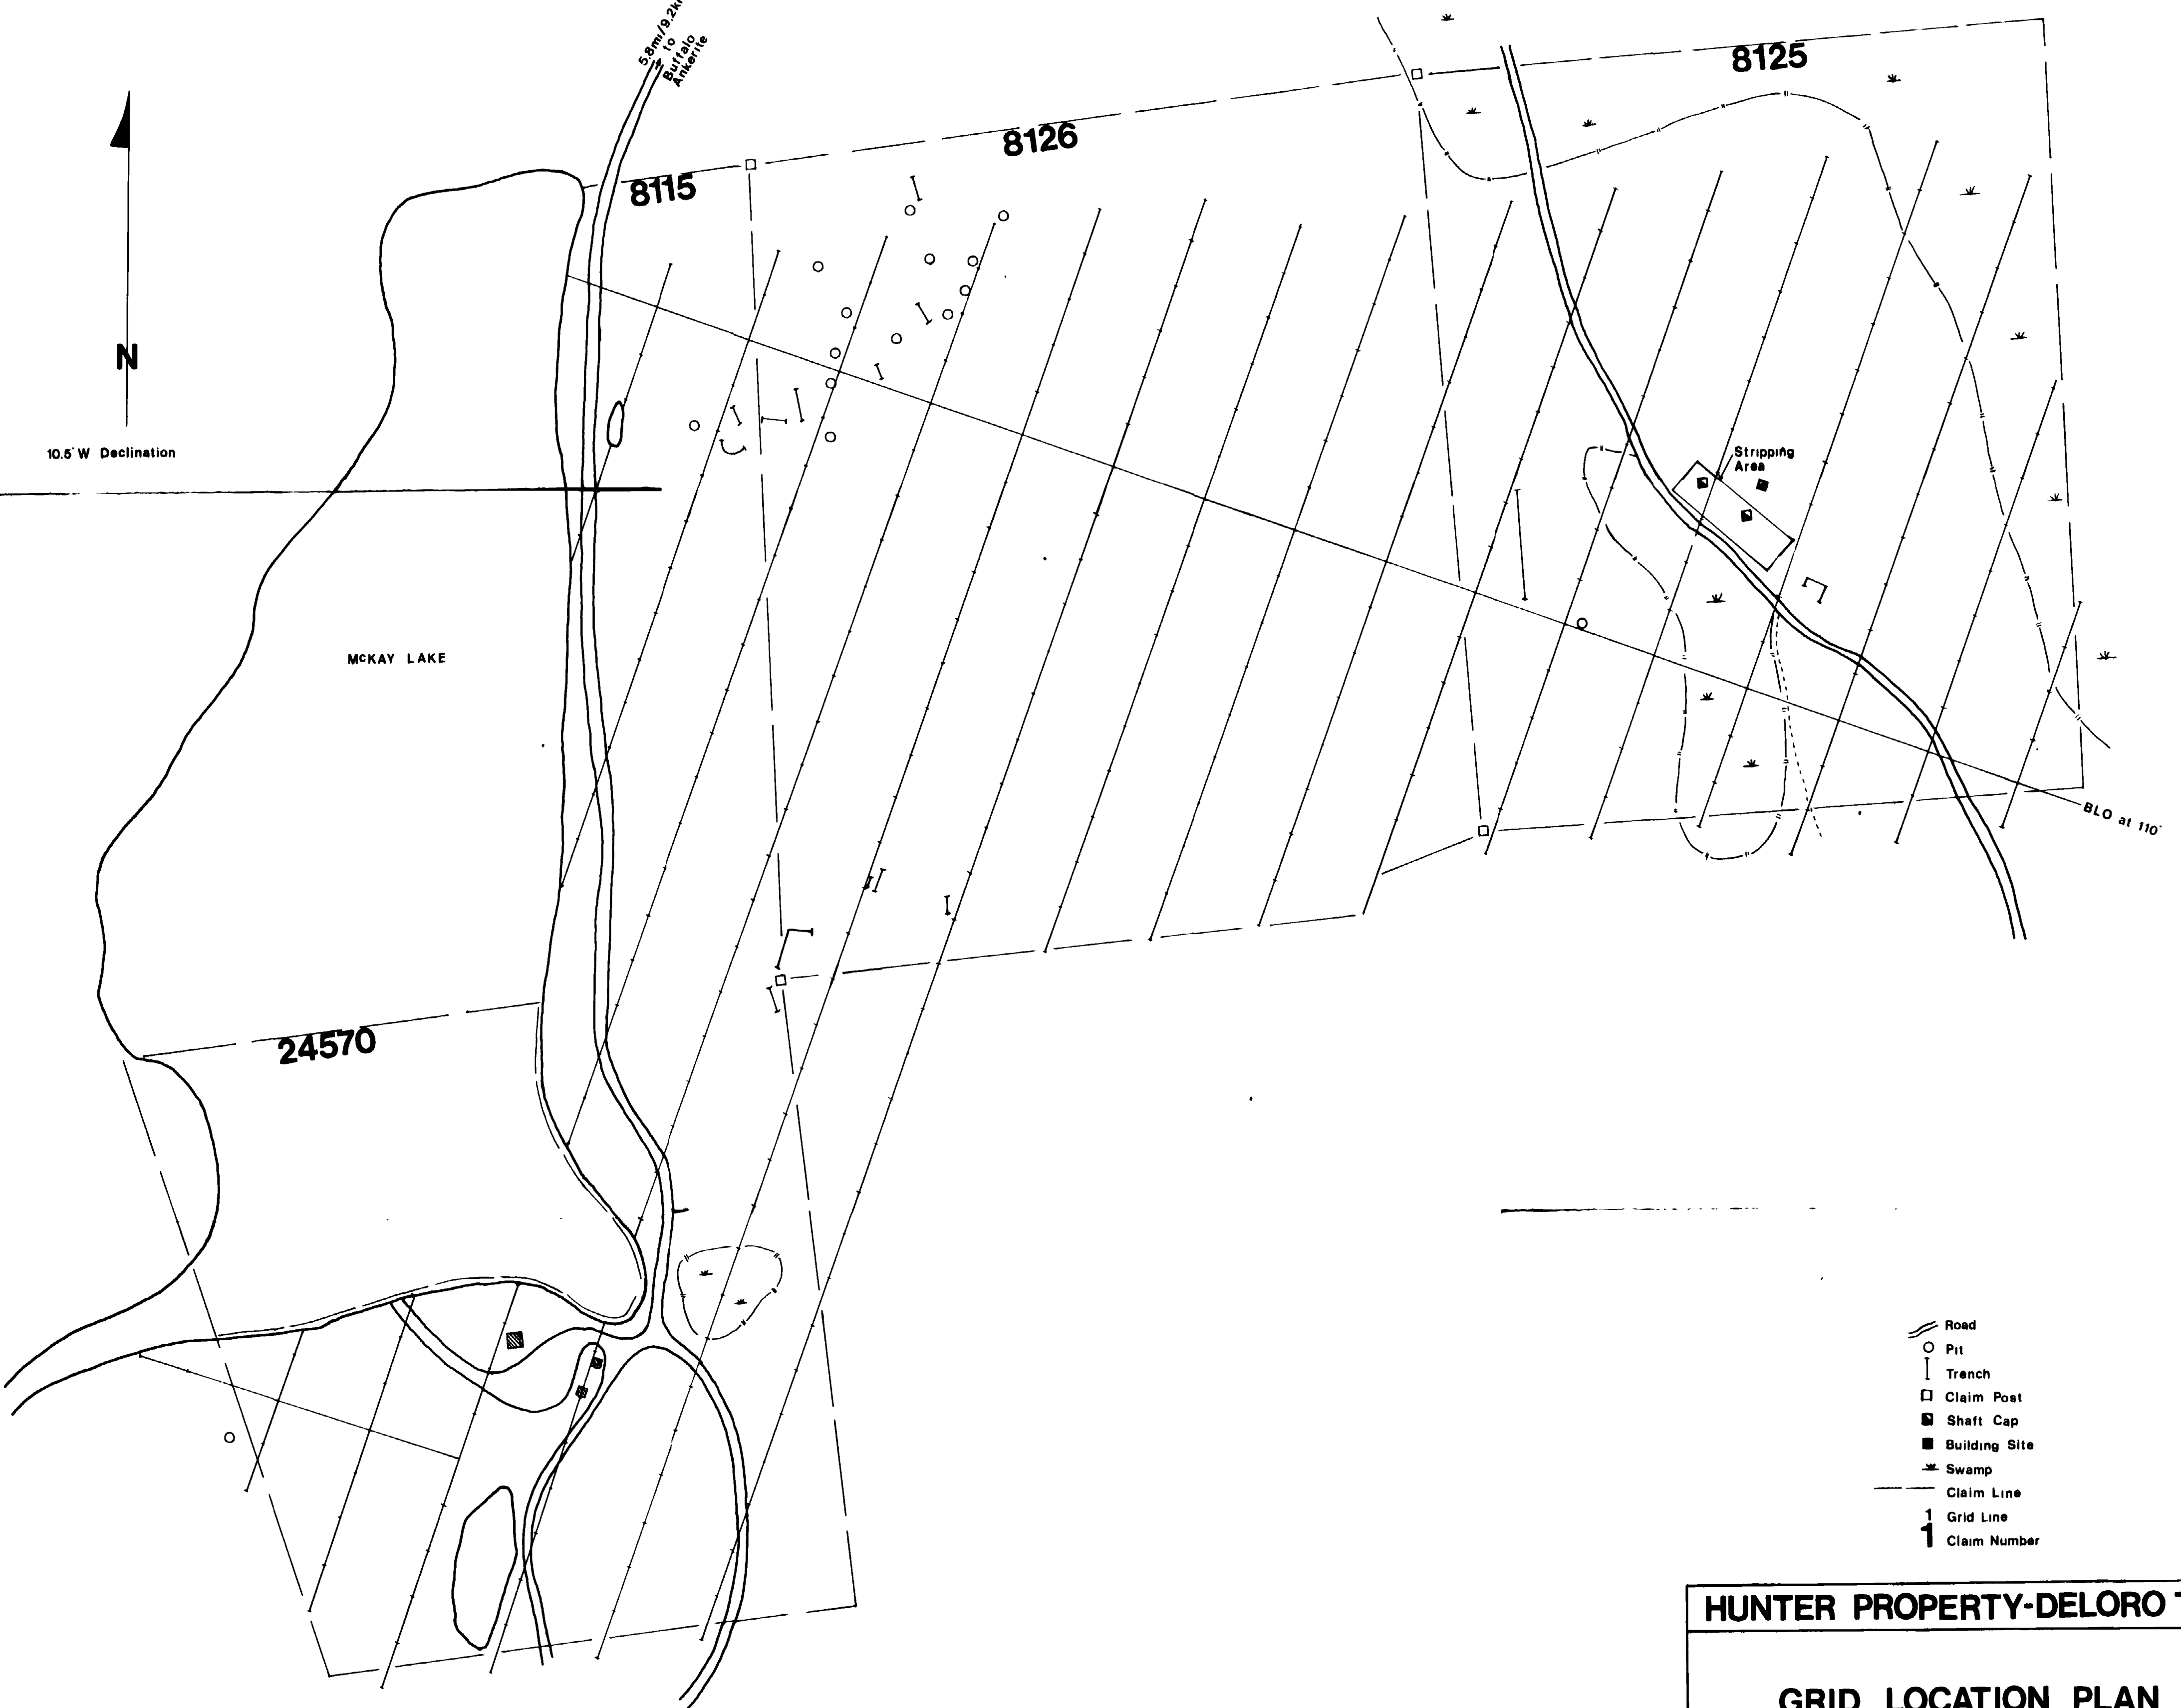 5.8mi/9.2k
to
Buffalo
Ankerite
8125
8126
8115
N
10.5° W Declination
Stripping
Area
McKAY LAKE
BLO at 110°
24570
Road
Pit
Trench
Claim Post
Shaft Cap
Building Site
Swamp
Claim Line
1 Grid Line
1 Claim Number
HUNTER PROPERTY-DELORO
GRID LOCATION PLAN